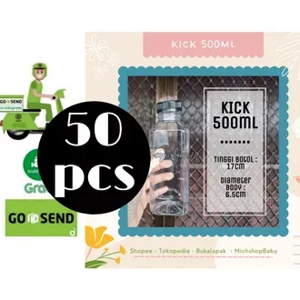 KICK 500ML
GO SEND
50
pcs
KICK
500ML
TINGGI BOTOL :
17CM
DIAMETER
BODY :
6.5CM
Gra
GO SEND
Shopee - Tokopedia - Bukalapak : MichshopBaby